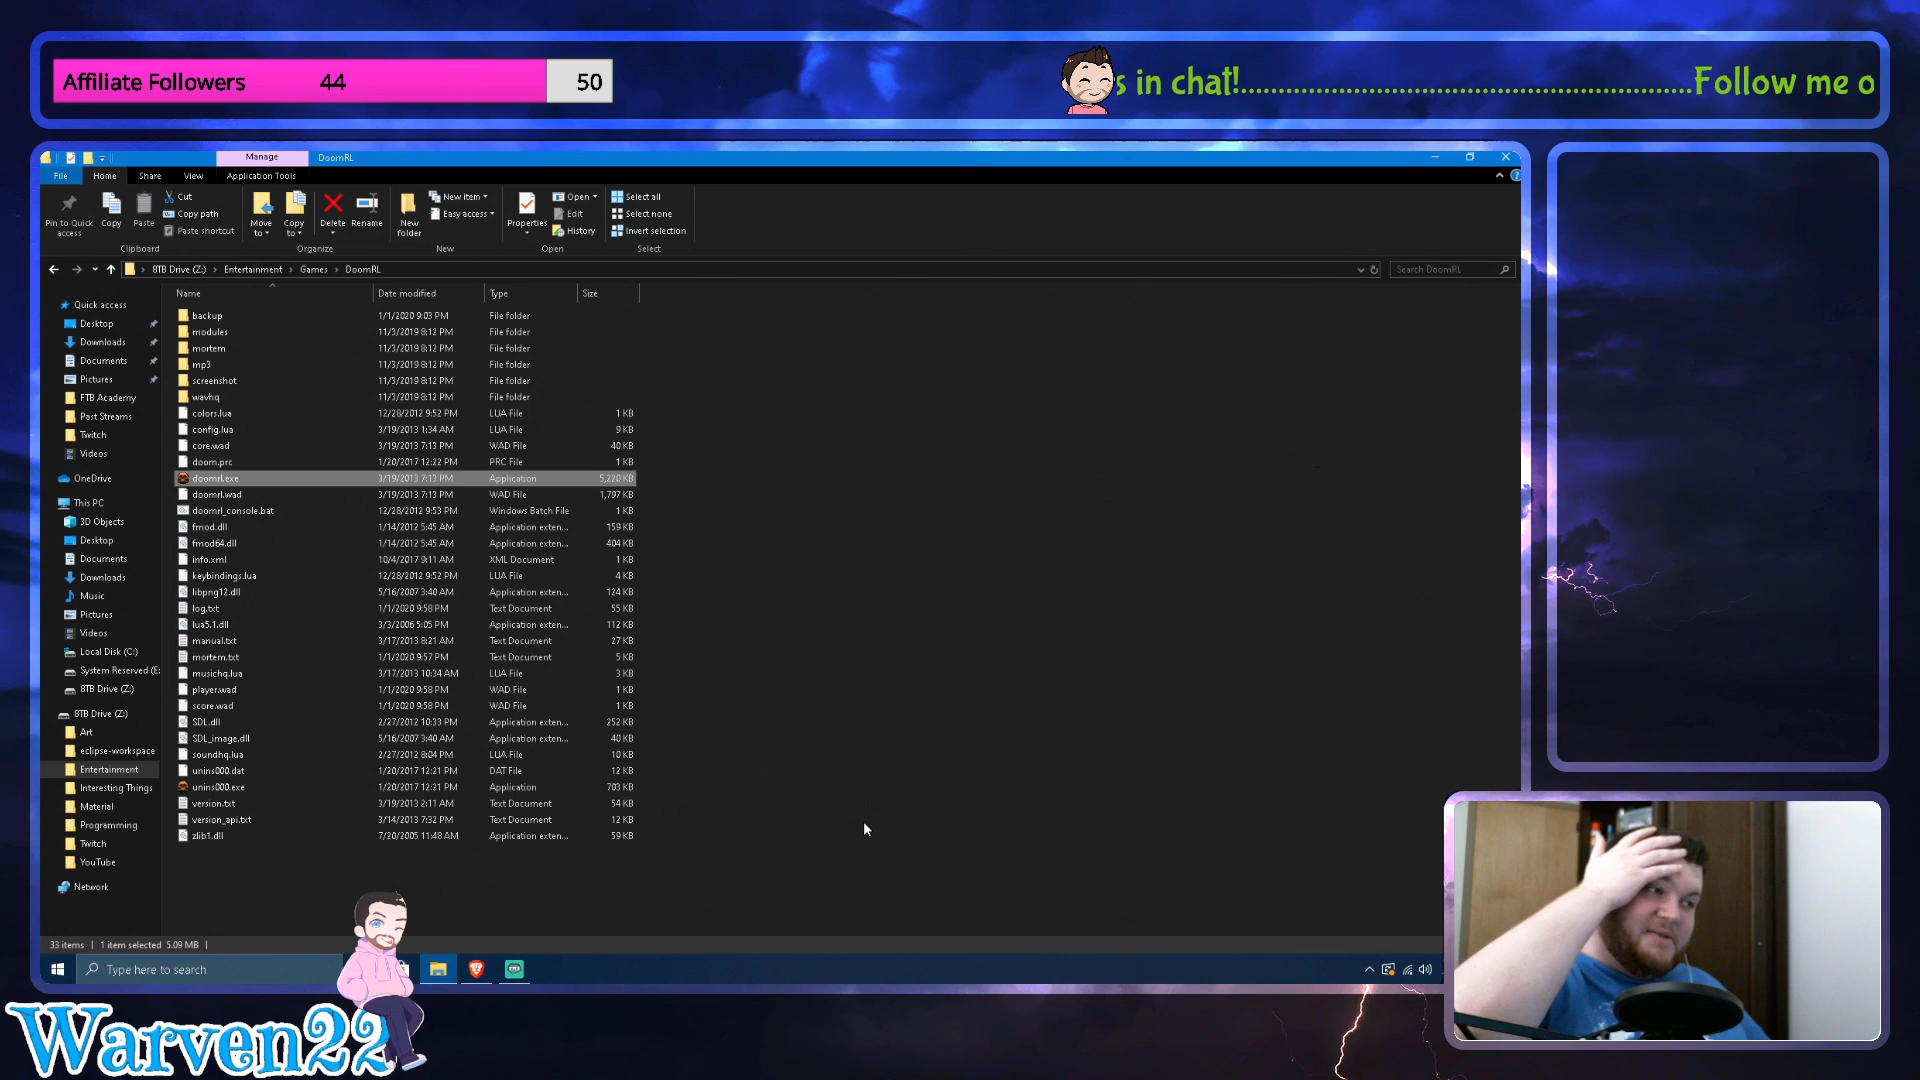 Affiliate Followers 44 50
s in chat!....................................................................Follow me o
Manage DoomRL
File Home Share View Application Tools
Pin to Quick access
Copy
Paste
Cut
Copy path
Paste shortcut
Move to
Copy to
Delete
Rename
New folder
New item
Easy access
Properties
Open
Edit
History
Select all
Select none
Invert selection
Clipboard Organize New Open Select
8TB Drive (Z:) Entertainment Games DoomRL
Search DoomRL
Name Date modified Type Size
Quick access
Desktop
Downloads
Documents
Pictures
FTB Academy
Past Streams
Twitch
Videos
OneDrive
This PC
3D Objects
Desktop
Documents
Downloads
Music
Pictures
Videos
Local Disk (C:)
System Reserved (E:
8TB Drive (Z:)
8TB Drive (Z:)
Art
eclipse-workspace
Entertainment
Interesting Things
Material
Programming
Twitch
YouTube
Network
backup 1/1/2020 9:03 PM File folder
modules 11/3/2019 8:12 PM File folder
mortem 11/3/2019 8:12 PM File folder
mp3 11/3/2019 8:12 PM File folder
screenshot 11/3/2019 8:12 PM File folder
wavhq 11/3/2019 8:12 PM File folder
colors.lua 12/28/2012 9:52 PM LUA File 1 KB
config.lua 3/19/2013 1:34 AM LUA File 9 KB
core.wad 3/19/2013 7:13 PM WAD File 40 KB
doom.prc 1/20/2017 12:22 PM PRC File 1 KB
doomrl.exe 3/19/2013 7:13 PM Application 5,220 KB
doomrl.wad 3/19/2013 7:13 PM WAD File 1,797 KB
doomrl_console.bat 12/28/2012 9:53 PM Windows Batch File 1 KB
fmod.dll 1/14/2012 5:45 AM Application exten... 159 KB
fmod64.dll 1/14/2012 5:45 AM Application exten... 404 KB
info.xml 10/4/2017 9:11 AM XML Document 1 KB
keybindings.lua 12/28/2012 9:52 PM LUA File 4 KB
libpng12.dll 5/16/2007 3:40 AM Application exten... 124 KB
log.txt 1/1/2020 9:58 PM Text Document 55 KB
lua5.1.dll 3/3/2006 5:05 PM Application exten... 112 KB
manual.txt 3/17/2013 8:21 AM Text Document 27 KB
mortem.txt 1/1/2020 9:57 PM Text Document 5 KB
musichq.lua 3/17/2013 10:34 AM LUA File 3 KB
player.wad 1/1/2020 9:58 PM WAD File 1 KB
score.wad 1/1/2020 9:58 PM WAD File 1 KB
SDL.dll 2/27/2012 10:33 PM Application exten... 252 KB
SDL_image.dll 5/16/2007 3:40 AM Application exten... 40 KB
soundhq.lua 2/27/2012 8:04 PM LUA File 10 KB
unins000.dat 1/20/2017 12:21 PM DAT File 12 KB
unins000.exe 1/20/2017 12:21 PM Application 703 KB
version.txt 3/19/2013 2:11 AM Text Document 54 KB
version_api.txt 3/14/2013 7:32 PM Text Document 12 KB
zlib1.dll 7/20/2005 11:48 AM Application exten... 59 KB
33 items 1 item selected 5.09 MB
Type here to search
Warven22